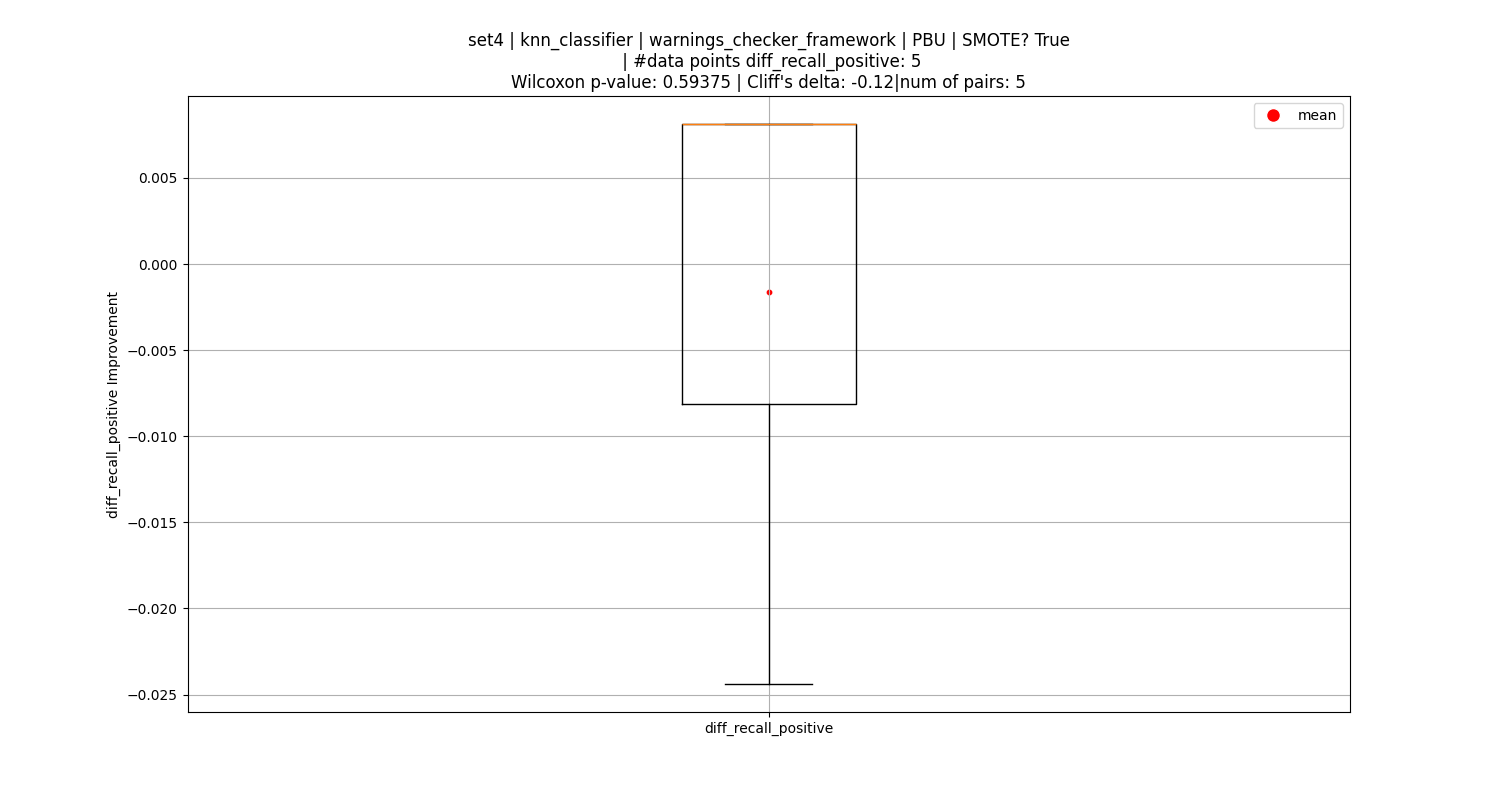 set4 | knn_classifier | warnings_checker_framework | PBU | SMOTE? True
| #data points diff_recall_positive: 5
Wilcoxon p-value: 0.59375 | Cliff's delta: -0.12|num of pairs: 5
mean
0.005
0.000
−0.005
−0.010
−0.015
−0.020
−0.025
diff_recall_positive Improvement
diff_recall_positive